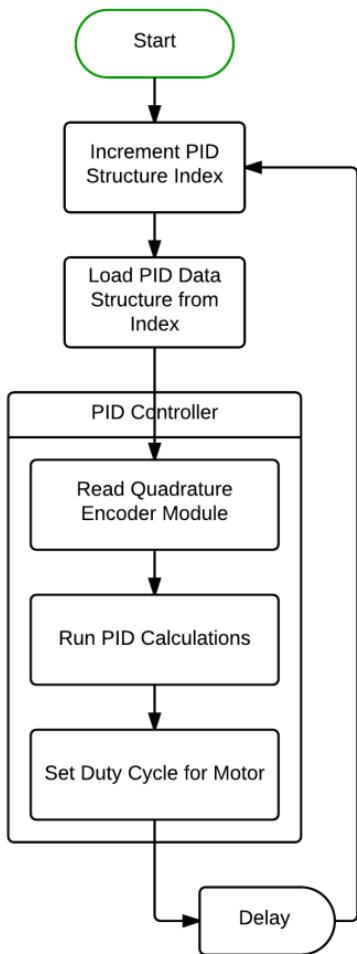 Start
Increment PID
Structure Index
Load PID Data
Structure from
Index
PID Controller
Read Quadrature
Encoder Module
Run PID Calculations
Set Duty Cycle for Motor
Delay